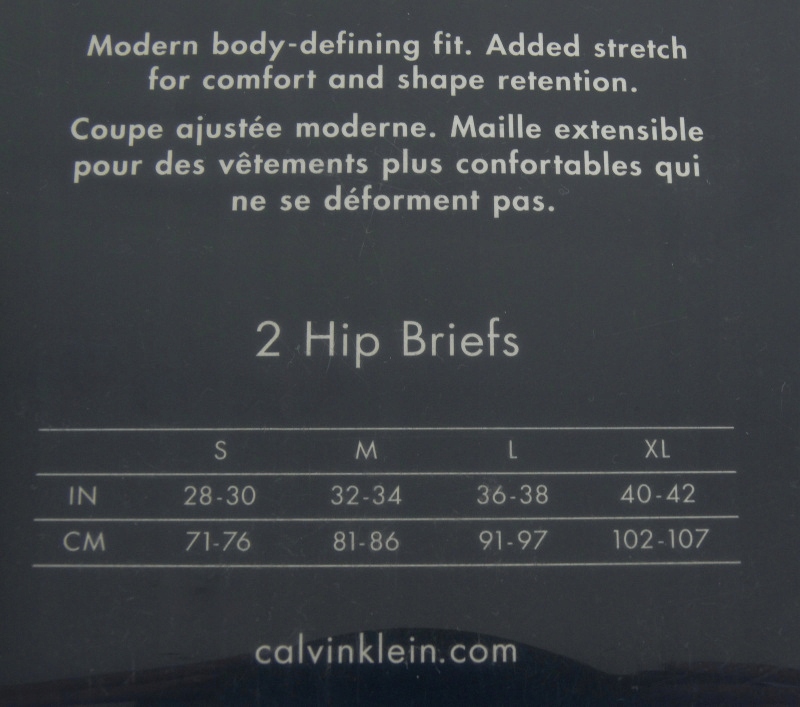 Modern body-defining fit. Added stretch
for comfort and shape retention.
Coupe ajustée moderne. Maille extensible
pour des vêtements plus confortables qui
ne se déforment pas.
2 Hip Briefs
S M L XL
IN 28-30 32-34 36-38 40-42
CM 71-76 81-86 91-97 102-107
calvinklein.com